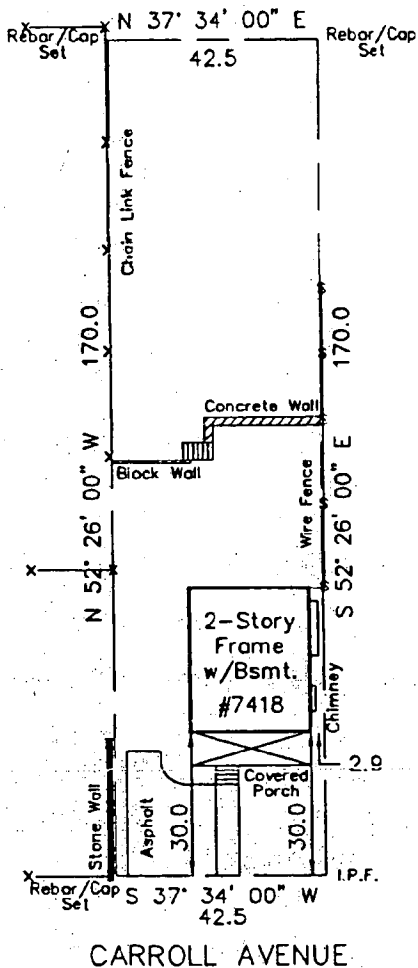 N 37° 34' 00" E
Rebar/Cap
Set
42.5
Rebar/Cap
Set
Chain Link Fence
170.0
170.0
Concrete Wall
Block Wall
N 52° 26' 00" W
Wire Fence
S 52° 26' 00" E
2-Story
Frame
w/Bsmt.
#7418
Chimney
2.9
Covered
Porch
Stone Wall
Asphalt
30.0
30.0
I.P.F.
Rebar/Cap
Set
S 37° 34' 00" W
42.5
CARROLL AVENUE